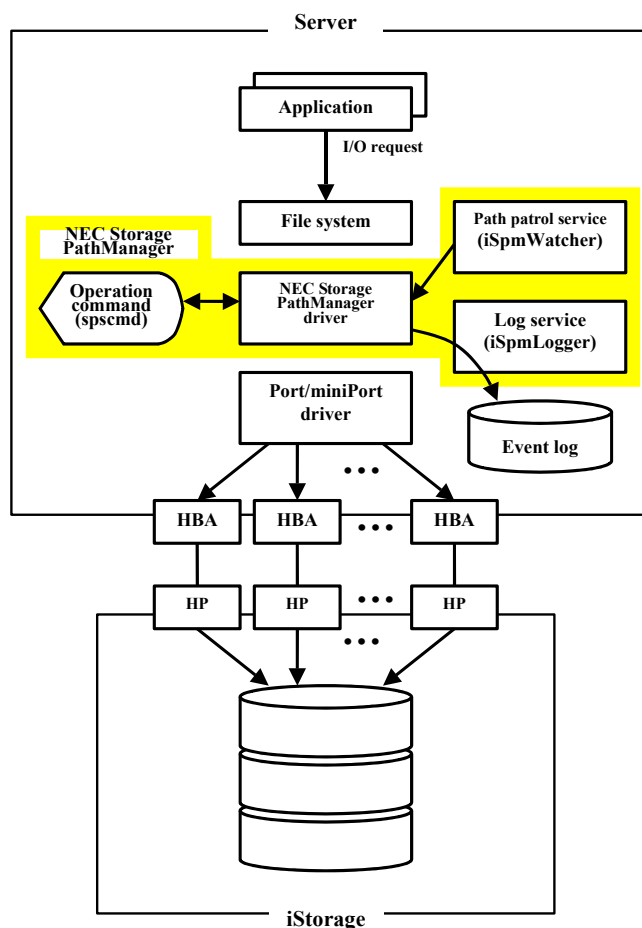 Server
Application
I/O request
File system
Path patrol service
(iSpmWatcher)
NEC Storage
PathManager
Operation
command
(spscmd)
NEC Storage
PathManager
driver
Log service
(iSpmLogger)
Port/miniPort
driver
Event log
HBA HBA HBA
HP HP HP
iStorage